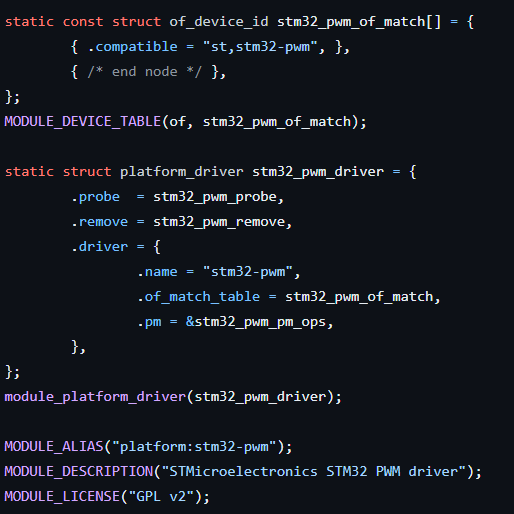 static const struct of_device_id stm32_pwm_of_match[] = {
        { .compatible = "st,stm32-pwm", },
        { /* end node */ },
};
MODULE_DEVICE_TABLE(of, stm32_pwm_of_match);

static struct platform_driver stm32_pwm_driver = {
        .probe  = stm32_pwm_probe,
        .remove = stm32_pwm_remove,
        .driver = {
                .name = "stm32-pwm",
                .of_match_table = stm32_pwm_of_match,
                .pm = &stm32_pwm_pm_ops,
        },
};
module_platform_driver(stm32_pwm_driver);

MODULE_ALIAS("platform:stm32-pwm");
MODULE_DESCRIPTION("STMicroelectronics STM32 PWM driver");
MODULE_LICENSE("GPL v2");